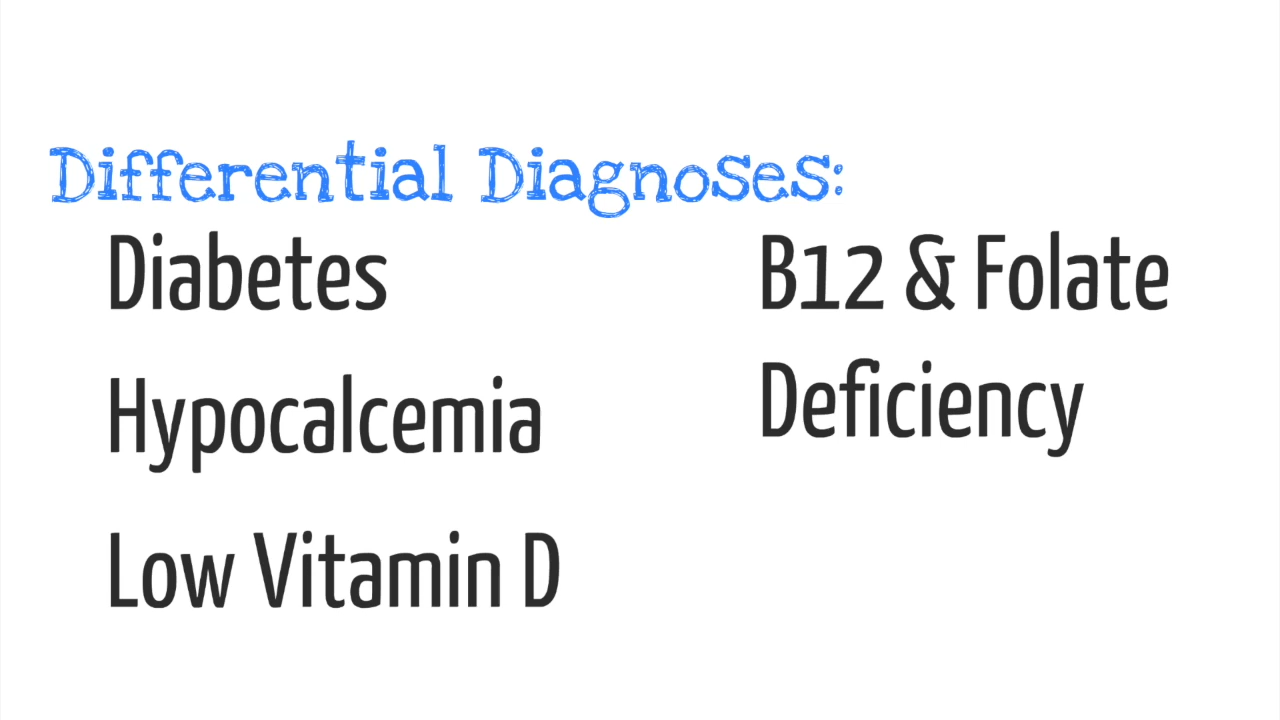 Differential Diagnoses:
Diabetes
Hypocalcemia
Low Vitamin D
B12 & Folate
Deficiency